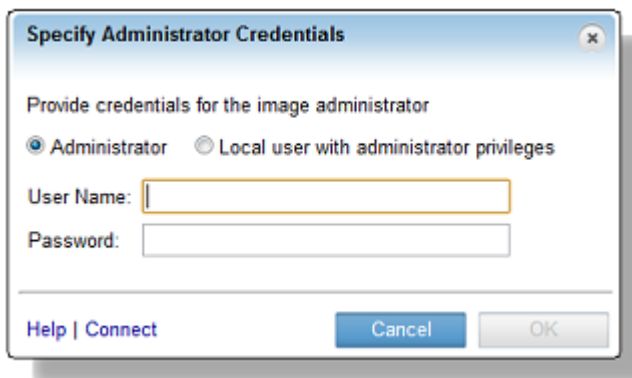 Specify Administrator Credentials
Provide credentials for the image administrator
Administrator Local user with administrator privileges
User Name:
Password:
Help | Connect Cancel OK